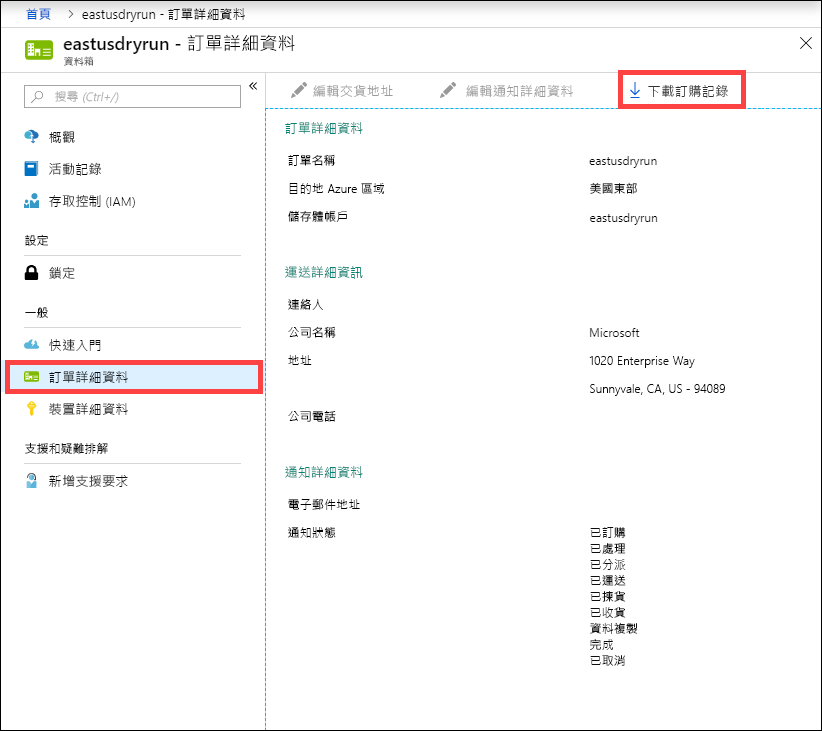 首頁 > eastusdryrun - 訂單詳細資料
eastusdryrun - 訂單詳細資料
資料箱
搜尋 (Ctrl+/)
概觀
活動記錄
存取控制 (IAM)
設定
鎖定
一般
快速入門
訂單詳細資料
裝置詳細資料
支援和疑難排解
新增支援要求
編輯交貨地址 編輯通知詳細資料 下載訂購記錄
訂單詳細資料
訂單名稱 eastusdryrun
目的地 Azure 區域 美國東部
儲存體帳戶 eastusdryrun
運送詳細資訊
連絡人
公司名稱 Microsoft
地址 1020 Enterprise Way
Sunnyvale, CA, US - 94089
公司電話
通知詳細資料
電子郵件地址
通知狀態 已訂購
已處理
已分派
已運送
已揀貨
已收貨
資料複製
完成
已取消